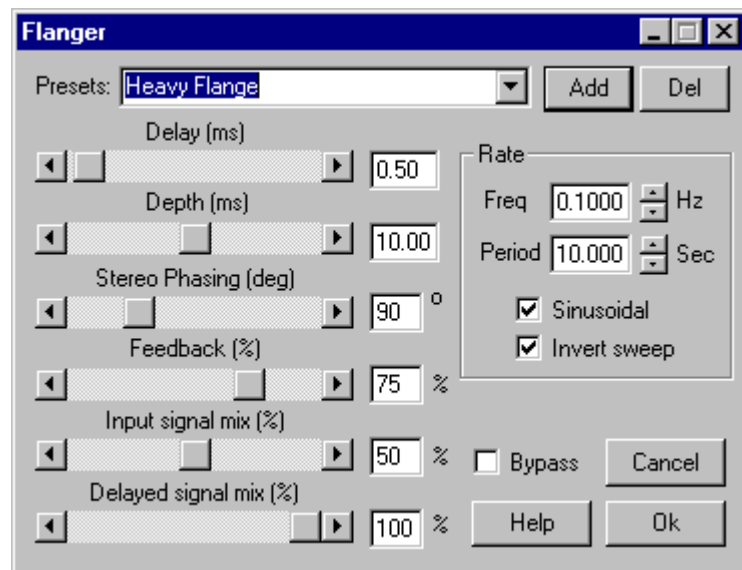 Flanger
Presets: Heavy Flange Add Del
Delay (ms)
0.50
Depth (ms)
10.00
Stereo Phasing (deg)
90 °
Feedback (%)
75 %
Input signal mix (%)
50 %
Delayed signal mix (%)
100 %
Rate
Freq 0.1000 Hz
Period 10.000 Sec
Sinusoidal
Invert sweep
Bypass Cancel
Help Ok